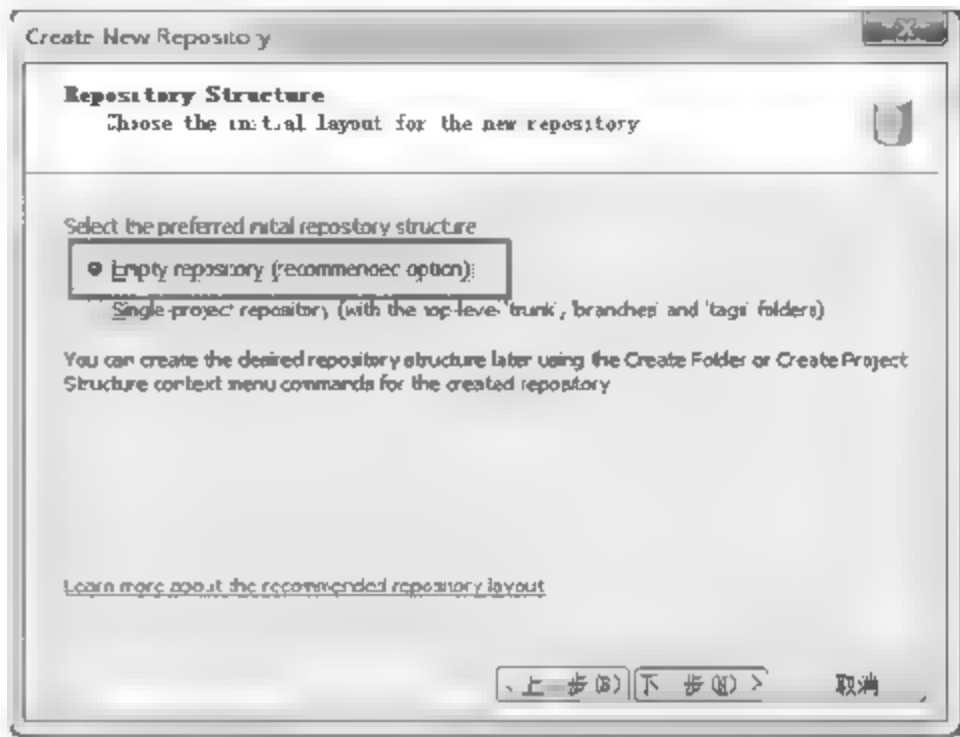 Create New Repository
Repository Structure
Choose the initial layout for the new repository
Select the preferred initial repository structure
Empty repository (recommended option)
Single-project repository (with the top-level 'trunk', 'branches' and 'tags' folders)
You can create the desired repository structure later using the Create Folder or Create Project
Structure context menu commands for the created repository
Learn more about the recommended repository layout
< 上一步(B) 下一步(N) > 取消